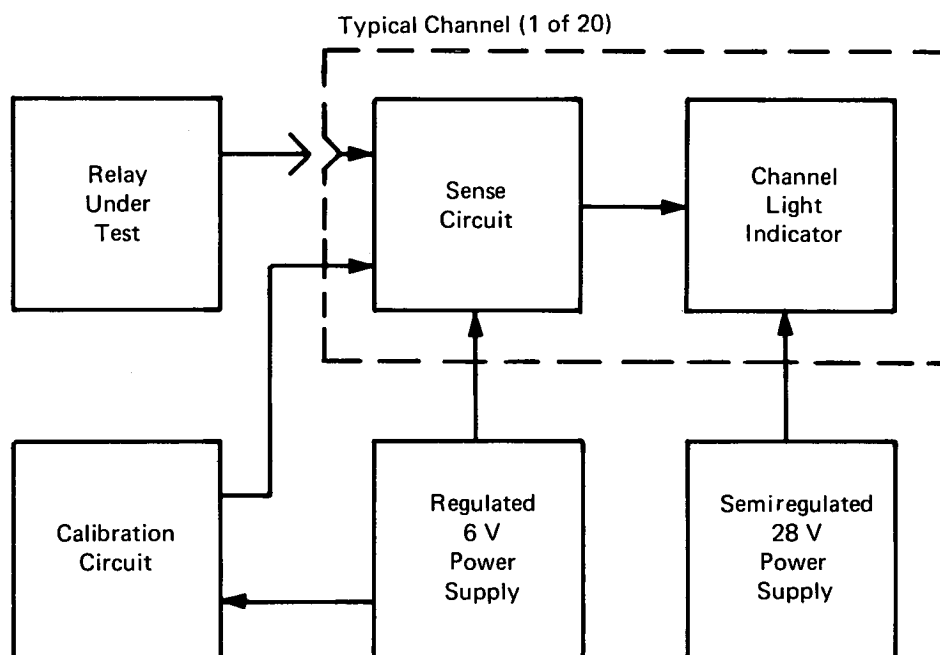 Typical Channel (1 of 20)
Relay
Under
Test
Sense
Circuit
Channel
Light
Indicator
Calibration
Circuit
Regulated
6 V
Power
Supply
Semiregulated
28 V
Power
Supply